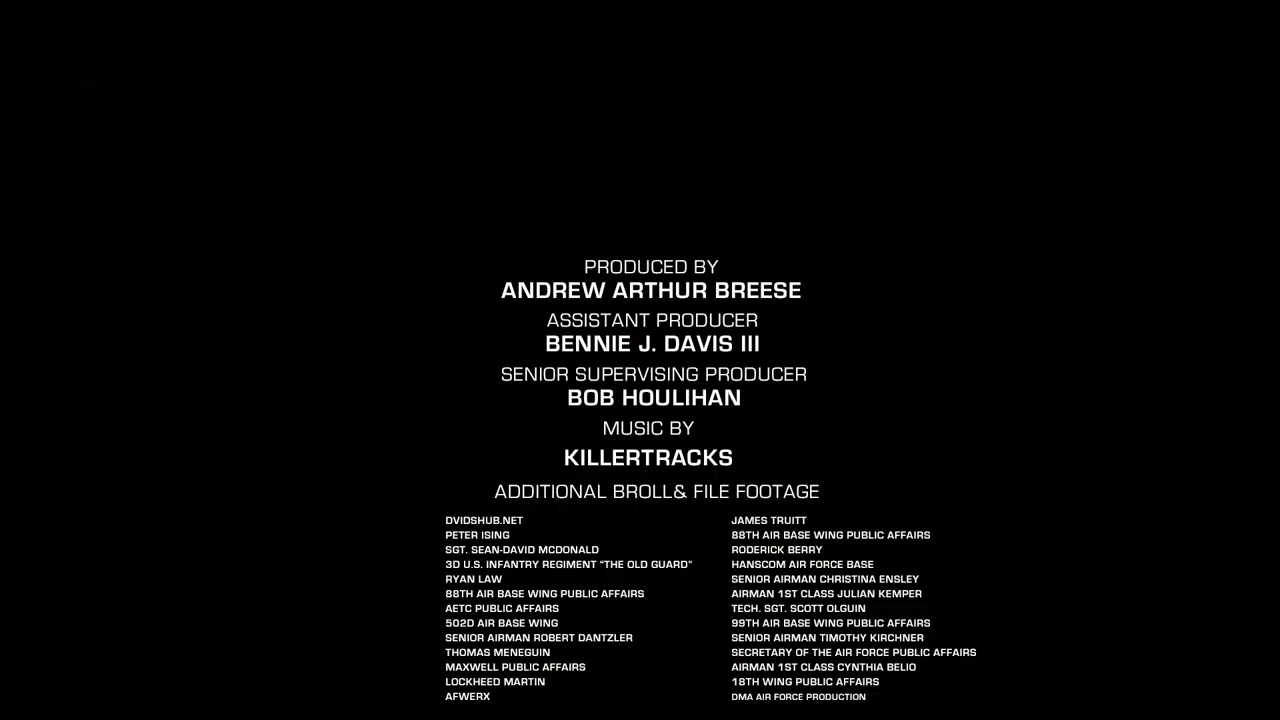 PRODUCED BY
ANDREW ARTHUR BREESE
ASSISTANT PRODUCER
BENNIE J. DAVIS III
SENIOR SUPERVISING PRODUCER
BOB HOULIHAN
MUSIC BY
KILLERTRACKS
ADDITIONAL BROLL& FILE FOOTAGE
DVIDSHUB.NET
PETER ISING
SGT. SEAN-DAVID MCDONALD
3D U.S. INFANTRY REGIMENT "THE OLD GUARD"
RYAN LAW
88TH AIR BASE WING PUBLIC AFFAIRS
AETC PUBLIC AFFAIRS
502D AIR BASE WING
SENIOR AIRMAN ROBERT DANTZLER
THOMAS MENEGUIN
MAXWELL PUBLIC AFFAIRS
LOCKHEED MARTIN
AFWERX
JAMES TRUITT
88TH AIR BASE WING PUBLIC AFFAIRS
RODERICK BERRY
HANSCOM AIR FORCE BASE
SENIOR AIRMAN CHRISTINA ENSLEY
AIRMAN 1ST CLASS JULIAN KEMPER
TECH. SGT. SCOTT OLGUIN
99TH AIR BASE WING PUBLIC AFFAIRS
SENIOR AIRMAN TIMOTHY KIRCHNER
SECRETARY OF THE AIR FORCE PUBLIC AFFAIRS
AIRMAN 1ST CLASS CYNTHIA BELIO
18TH WING PUBLIC AFFAIRS
DMA AIR FORCE PRODUCTION